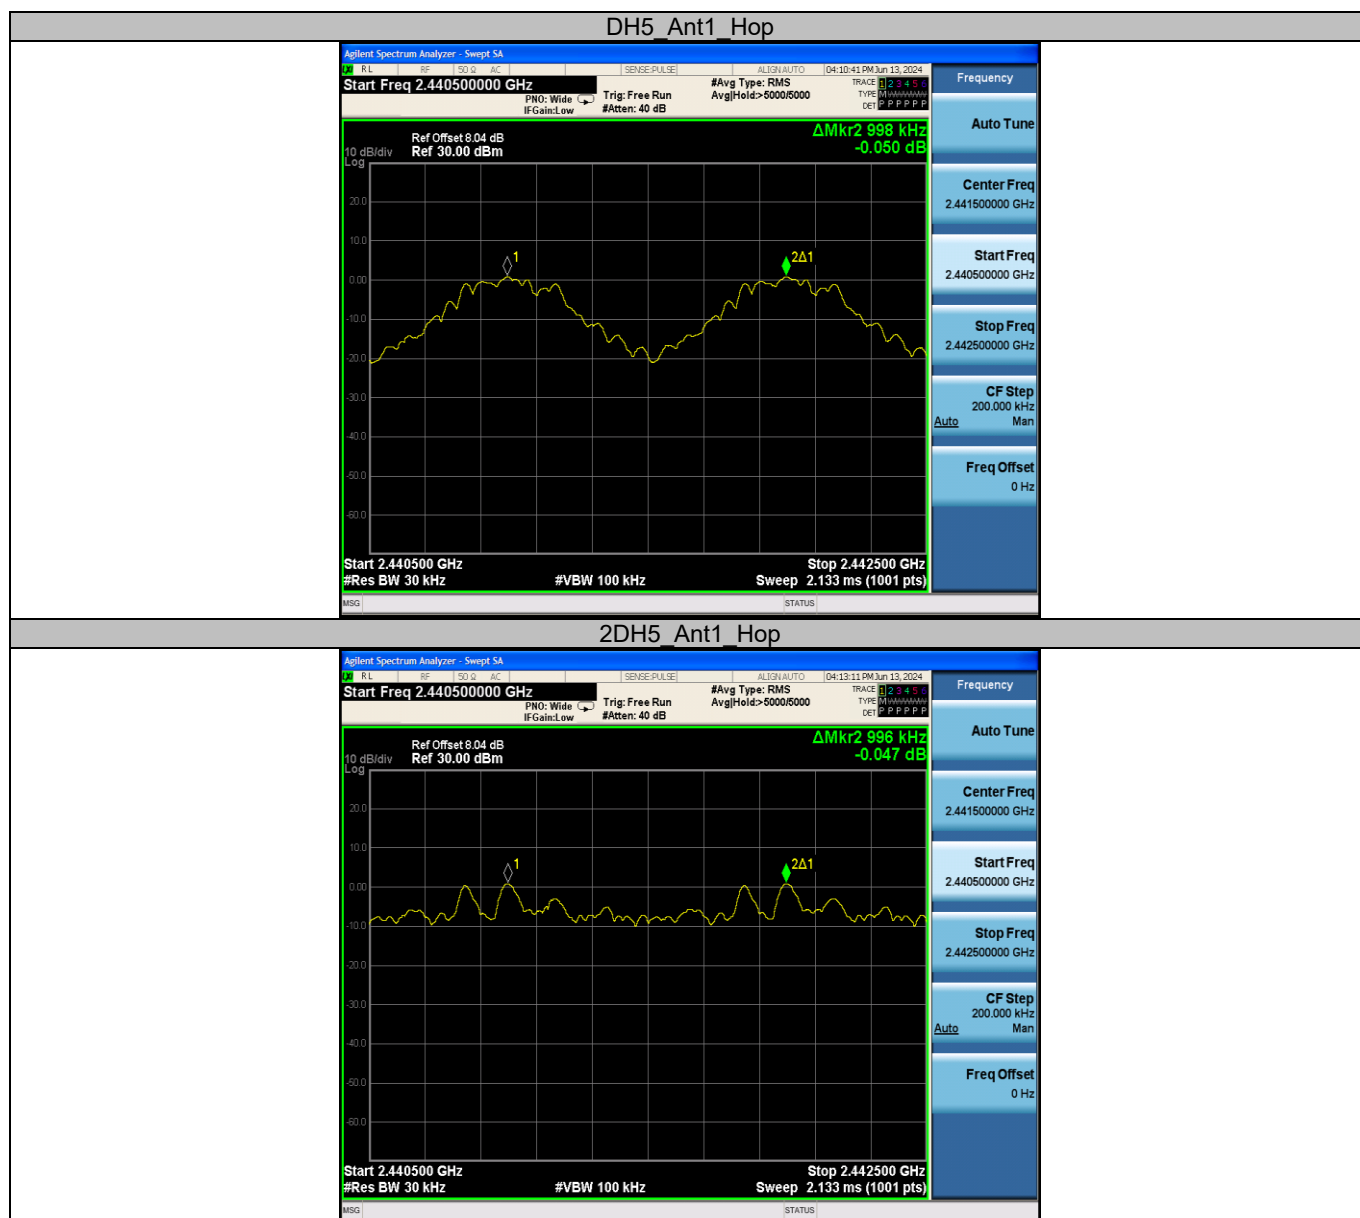 DH5_Ant1_Hop
Agilent Spectrum Analyzer - Swept SA
RL RF 50 Ω AC SENSE:PULSE ALIGN AUTO 04:10:41 PM Jun 13, 2024
Start Freq 2.440500000 GHz
PNO: Wide
IFGain:Low
Trig: Free Run
#Atten: 40 dB
#Avg Type: RMS
Avg|Hold:>5000/5000
TRACE 1 2 3 4 5 6
TYPE M W W W W W
DET P P P P P P
ΔMkr2 998 kHz
-0.050 dB
Ref Offset 8.04 dB
10 dB/div Ref 30.00 dBm
Log
20.0
10.0
0.00
-10.0
-20.0
-30.0
-40.0
-50.0
-60.0
1
2Δ1
Start 2.440500 GHz Stop 2.442500 GHz
#Res BW 30 kHz #VBW 100 kHz Sweep 2.133 ms (1001 pts)
MSG STATUS
Frequency
Auto Tune
Center Freq
2.441500000 GHz
Start Freq
2.440500000 GHz
Stop Freq
2.442500000 GHz
CF Step
200.000 kHz
Auto Man
Freq Offset
0 Hz
2DH5_Ant1_Hop
Agilent Spectrum Analyzer - Swept SA
RL RF 50 Ω AC SENSE:PULSE ALIGN AUTO 04:13:11 PM Jun 13, 2024
Start Freq 2.440500000 GHz
PNO: Wide
IFGain:Low
Trig: Free Run
#Atten: 40 dB
#Avg Type: RMS
Avg|Hold:>5000/5000
TRACE 1 2 3 4 5 6
TYPE M W W W W W
DET P P P P P P
ΔMkr2 996 kHz
-0.047 dB
Ref Offset 8.04 dB
10 dB/div Ref 30.00 dBm
Log
20.0
10.0
0.00
-10.0
-20.0
-30.0
-40.0
-50.0
-60.0
1
2Δ1
Start 2.440500 GHz Stop 2.442500 GHz
#Res BW 30 kHz #VBW 100 kHz Sweep 2.133 ms (1001 pts)
MSG STATUS
Frequency
Auto Tune
Center Freq
2.441500000 GHz
Start Freq
2.440500000 GHz
Stop Freq
2.442500000 GHz
CF Step
200.000 kHz
Auto Man
Freq Offset
0 Hz